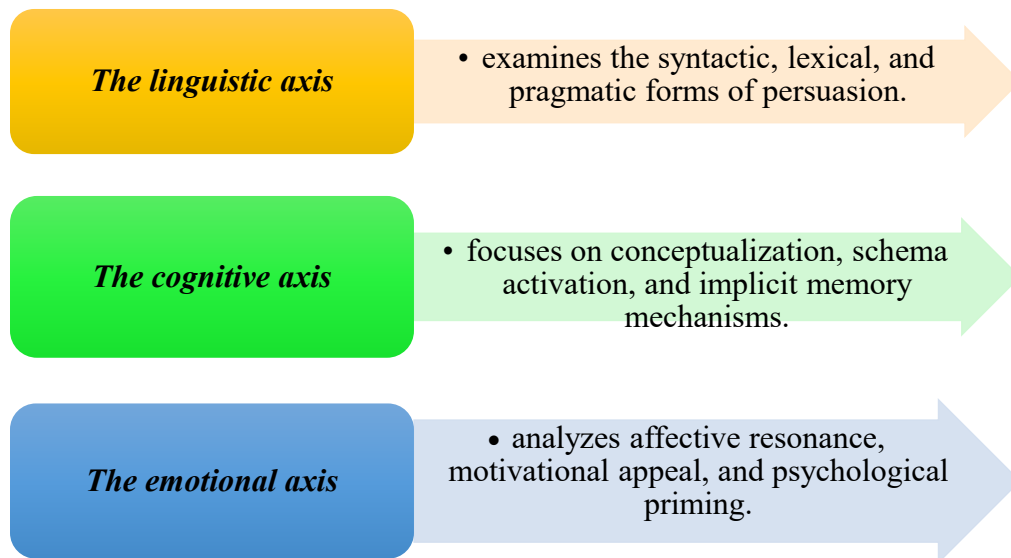 The linguistic axis
• examines the syntactic, lexical, and
pragmatic forms of persuasion.
The cognitive axis
• focuses on conceptualization, schema
activation, and implicit memory
mechanisms.
The emotional axis
• analyzes affective resonance,
motivational appeal, and psychological
priming.